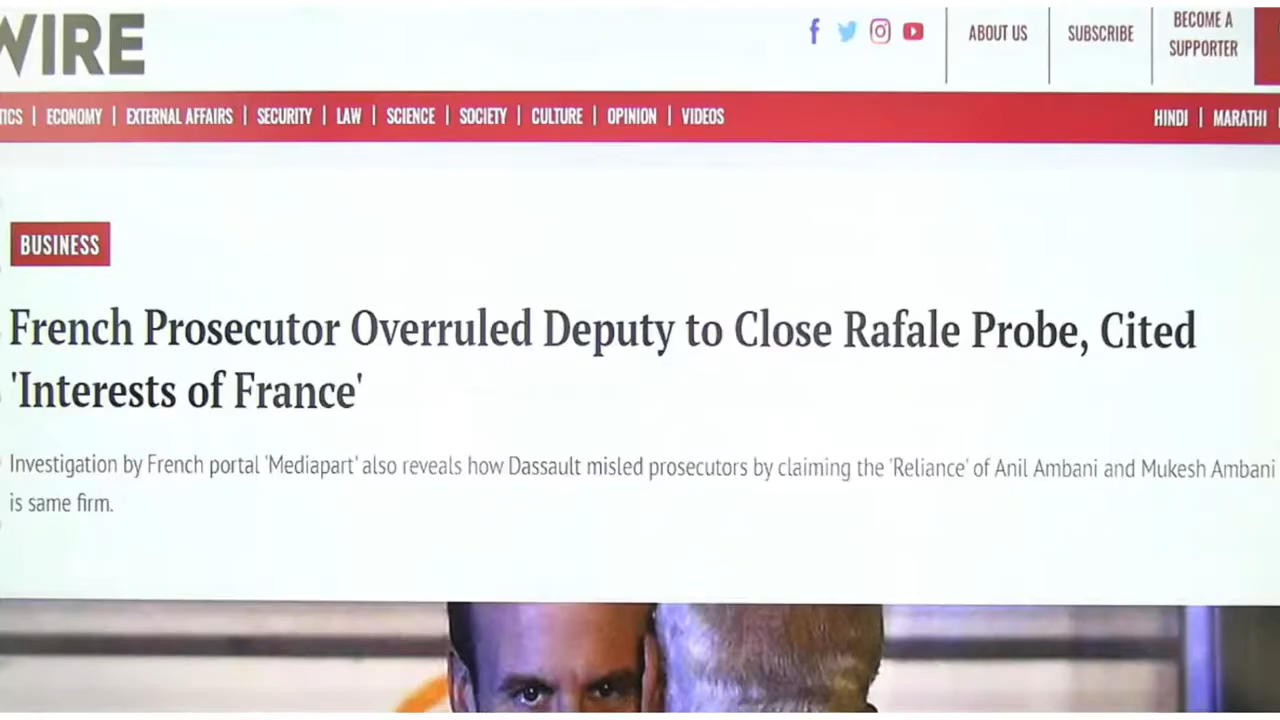 WIRE
ABOUT US
SUBSCRIBE
BECOME A
SUPPORTER
ECONOMY | EXTERNAL AFFAIRS | SECURITY | LAW | SCIENCE | SOCIETY | CULTURE | OPINION | VIDEOS
HINDI | MARATHI
BUSINESS
French Prosecutor Overruled Deputy to Close Rafale Probe, Cited
'Interests of France'
Investigation by French portal 'Mediapart' also reveals how Dassault misled prosecutors by claiming the 'Reliance' of Anil Ambani and Mukesh Ambani
is same firm.